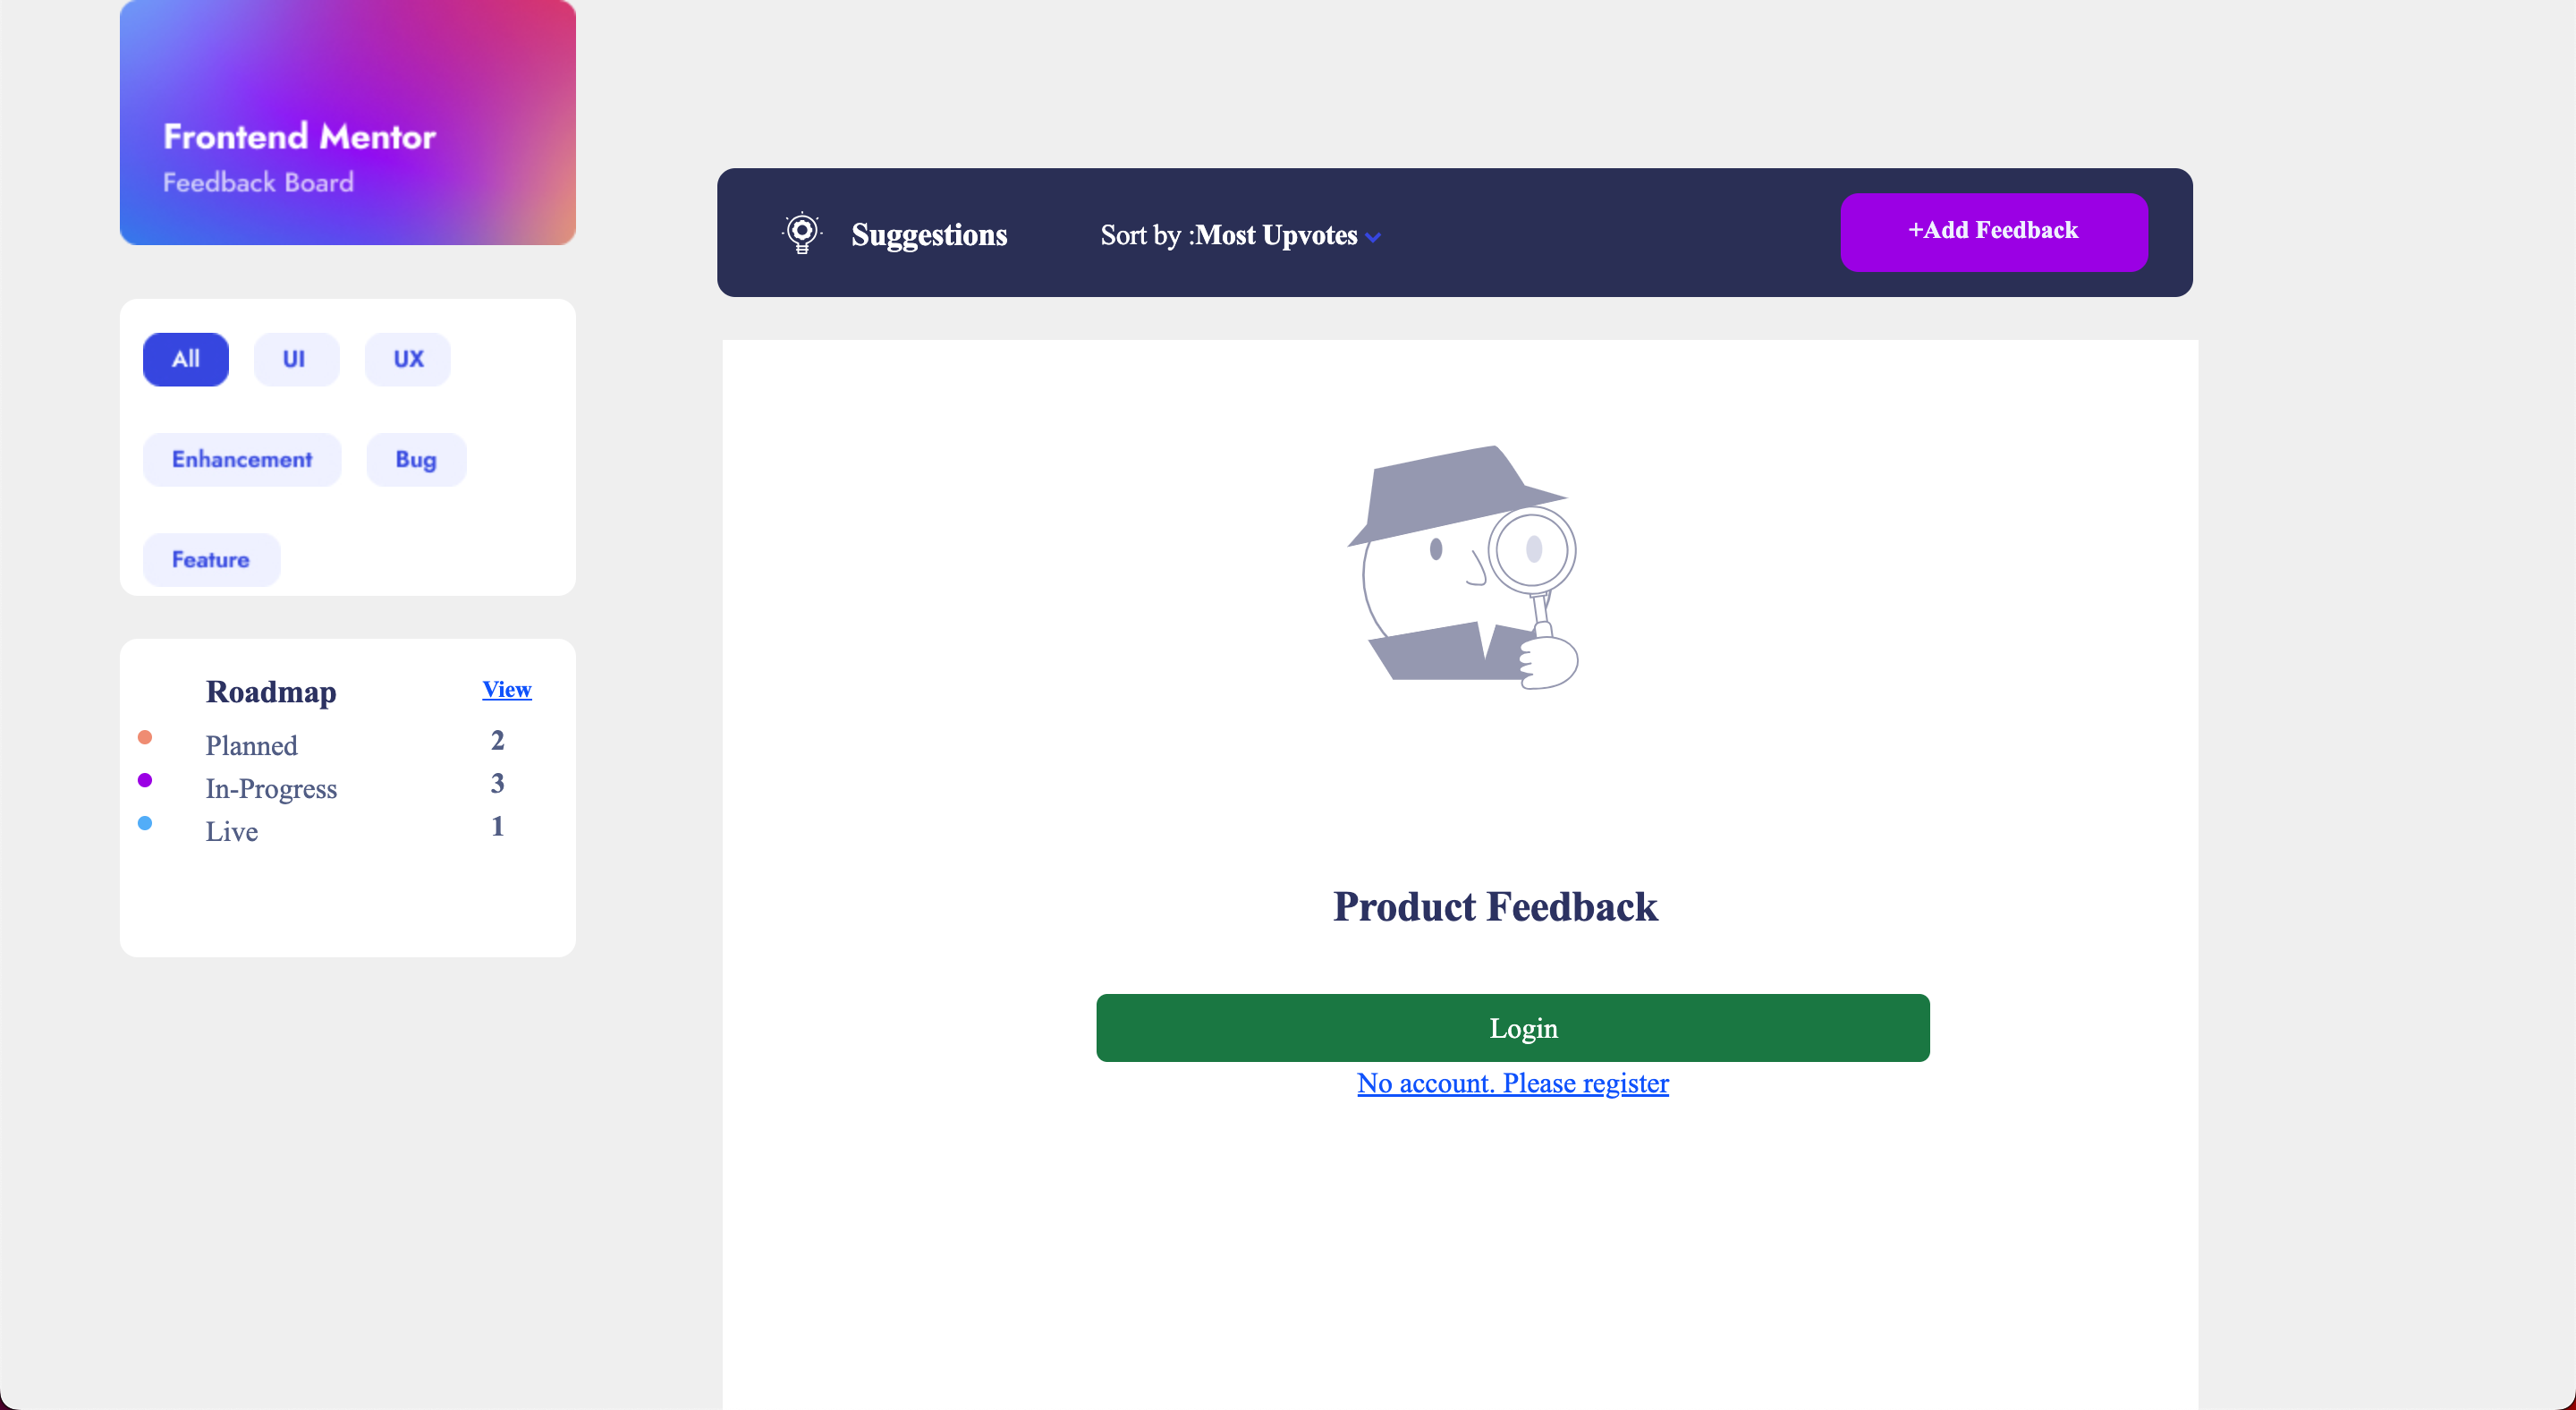 Frontend Mentor
Feedback Board
All
UI
UX
Enhancement
Bug
Feature
Roadmap
View
Planned
2
In-Progress
3
Live
1
Suggestions
Sort by :Most Upvotes
+Add Feedback
Product Feedback
Login
No account. Please register